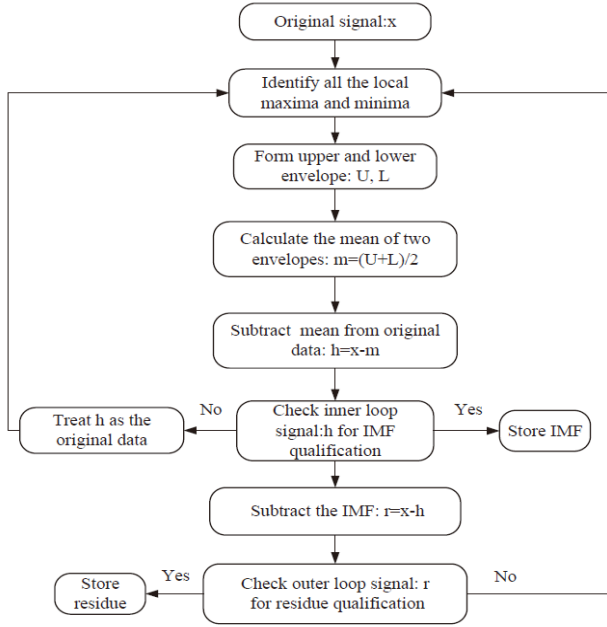 Original signal:x
Identify all the local
maxima and minima
Form upper and lower
envelope: U, L
Calculate the mean of two
envelopes: m=(U+L)/2
Subtract mean from original
data: h=x-m
Treat h as the
original data
No
Check inner loop
signal:h for IMF
qualification
Yes
Store IMF
Subtract the IMF: r=x-h
Store
residue
Yes
Check outer loop signal: r
for residue qualification
No